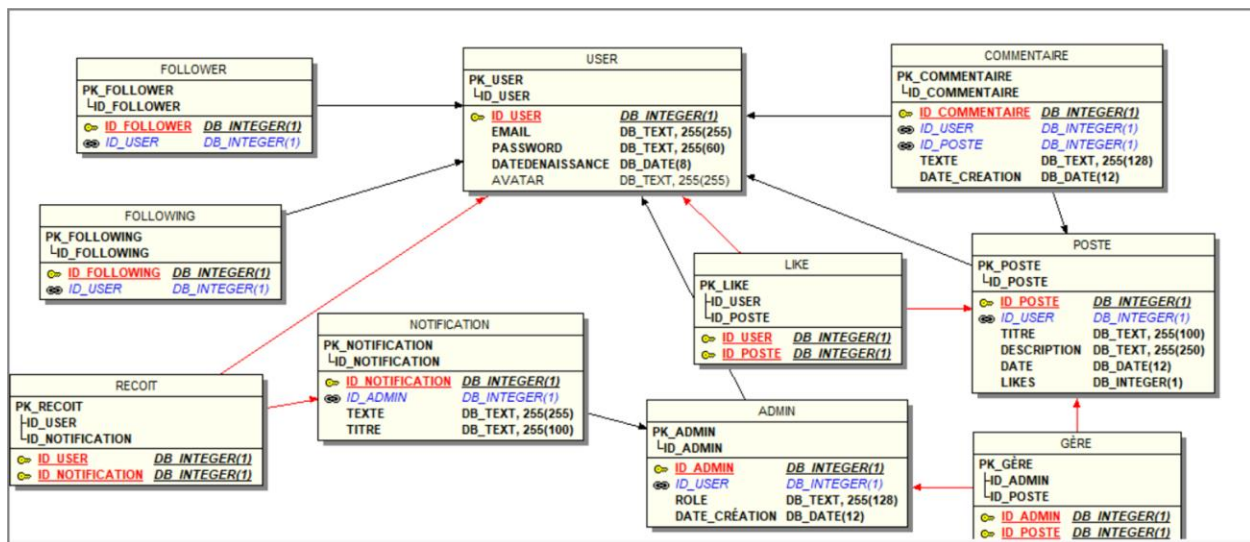 FOLLOWER
PK_FOLLOWER
ID_FOLLOWER
ID_FOLLOWER DB_INTEGER(1)
ID_USER DB_INTEGER(1)
USER
PK_USER
ID_USER
ID_USER DB_INTEGER(1)
EMAIL DB_TEXT, 255(255)
PASSWORD DB_TEXT, 255(60)
DATEDENAISSANCE DB_DATE(8)
AVATAR DB_TEXT, 255(255)
COMMENTAIRE
PK_COMMENTAIRE
ID_COMMENTAIRE
ID_COMMENTAIRE DB_INTEGER(1)
ID_USER DB_INTEGER(1)
ID_POSTE DB_INTEGER(1)
TEXTE DB_TEXT, 255(128)
DATE_CREATION DB_DATE(12)
FOLLOWING
PK_FOLLOWING
ID_FOLLOWING
ID_FOLLOWING DB_INTEGER(1)
ID_USER DB_INTEGER(1)
LIKE
PK_LIKE
ID_USER
ID_POSTE
ID_USER DB_INTEGER(1)
ID_POSTE DB_INTEGER(1)
POSTE
PK_POSTE
ID_POSTE
ID_POSTE DB_INTEGER(1)
ID_USER DB_INTEGER(1)
TITRE DB_TEXT, 255(100)
DESCRIPTION DB_TEXT, 255(250)
DATE DB_DATE(12)
LIKES DB_INTEGER(1)
NOTIFICATION
PK_NOTIFICATION
ID_NOTIFICATION
ID_NOTIFICATION DB_INTEGER(1)
ID_ADMIN DB_INTEGER(1)
TEXTE DB_TEXT, 255(255)
TITRE DB_TEXT, 255(100)
RECOIT
PK_RECOIT
ID_USER
ID_NOTIFICATION
ID_USER DB_INTEGER(1)
ID_NOTIFICATION DB_INTEGER(1)
ADMIN
PK_ADMIN
ID_ADMIN
ID_ADMIN DB_INTEGER(1)
ID_USER DB_INTEGER(1)
ROLE DB_TEXT, 255(128)
DATE_CRÉATION DB_DATE(12)
GÈRE
PK_GÈRE
ID_ADMIN
ID_POSTE
ID_ADMIN DB_INTEGER(1)
ID_POSTE DB_INTEGER(1)